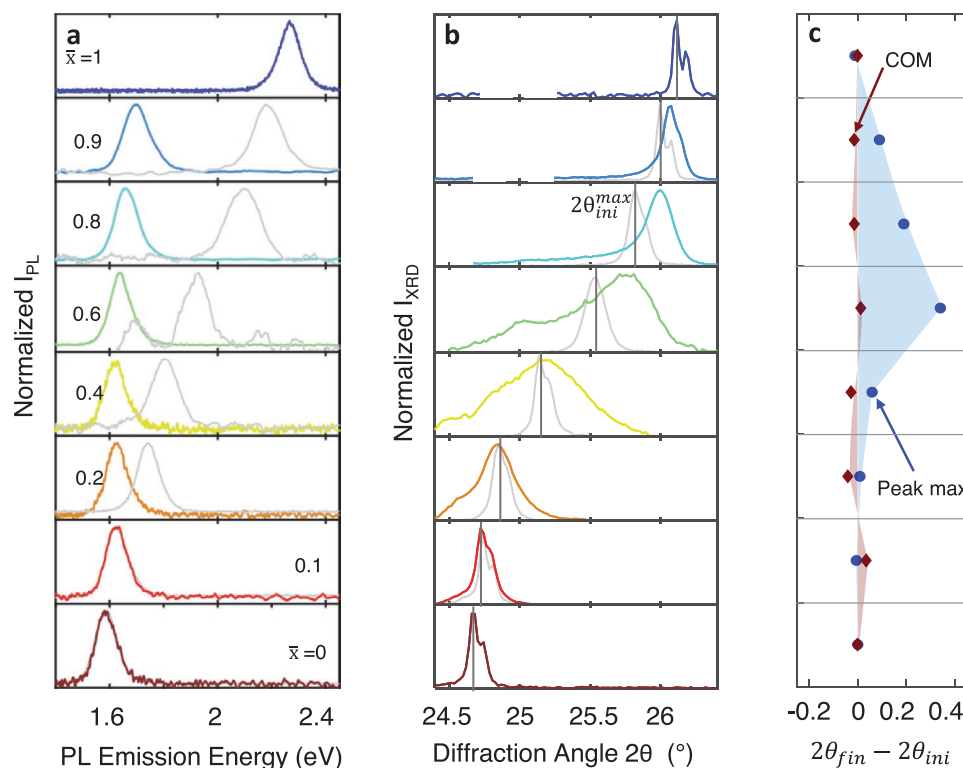 a
x̄=1
0.9
0.8
0.6
0.4
0.2
0.1
x̄=0
Normalized I_PL
1.6 2 2.4
PL Emission Energy (eV)
b
2θ_ini^max
Normalized I_XRD
24.5 25 25.5 26
Diffraction Angle 2θ (°)
c
COM
Peak max
-0.2 0 0.4
2θ_fin − 2θ_ini